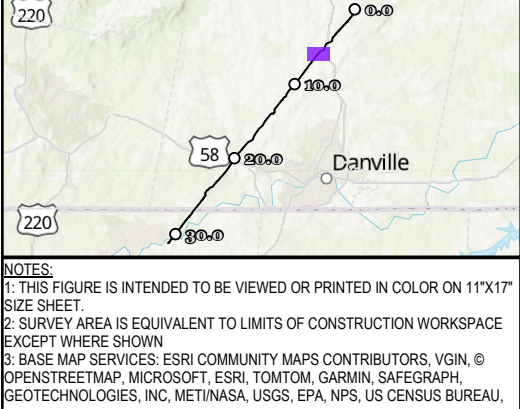 220
0.0
10.0
58
20.0
Danville
220
30.0
NOTES:
1: THIS FIGURE IS INTENDED TO BE VIEWED OR PRINTED IN COLOR ON 11"X17"
SIZE SHEET.
2: SURVEY AREA IS EQUIVALENT TO LIMITS OF CONSTRUCTION WORKSPACE
EXCEPT WHERE SHOWN
3: BASE MAP SERVICES: ESRI COMMUNITY MAPS CONTRIBUTORS, VGIN, ©
OPENSTREETMAP, MICROSOFT, ESRI, TOMTOM, GARMIN, SAFEGRAPH,
GEOTECHNOLOGIES, INC, METI/NASA, USGS, EPA, NPS, US CENSUS BUREAU,